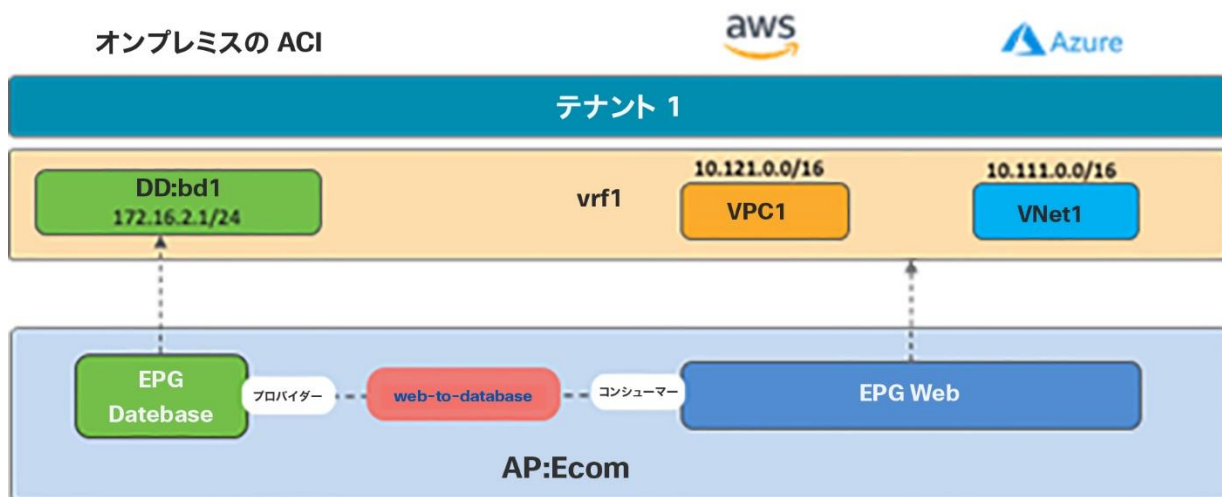 オンプレミスの ACI
aws
Azure
テナント 1
DD:bd1
172.16.2.1/24
vrf1
10.121.0.0/16
VPC1
10.111.0.0/16
VNet1
EPG
Datebase
プロバイダー
web-to-database
コンシューマー
EPG Web
AP:Ecom